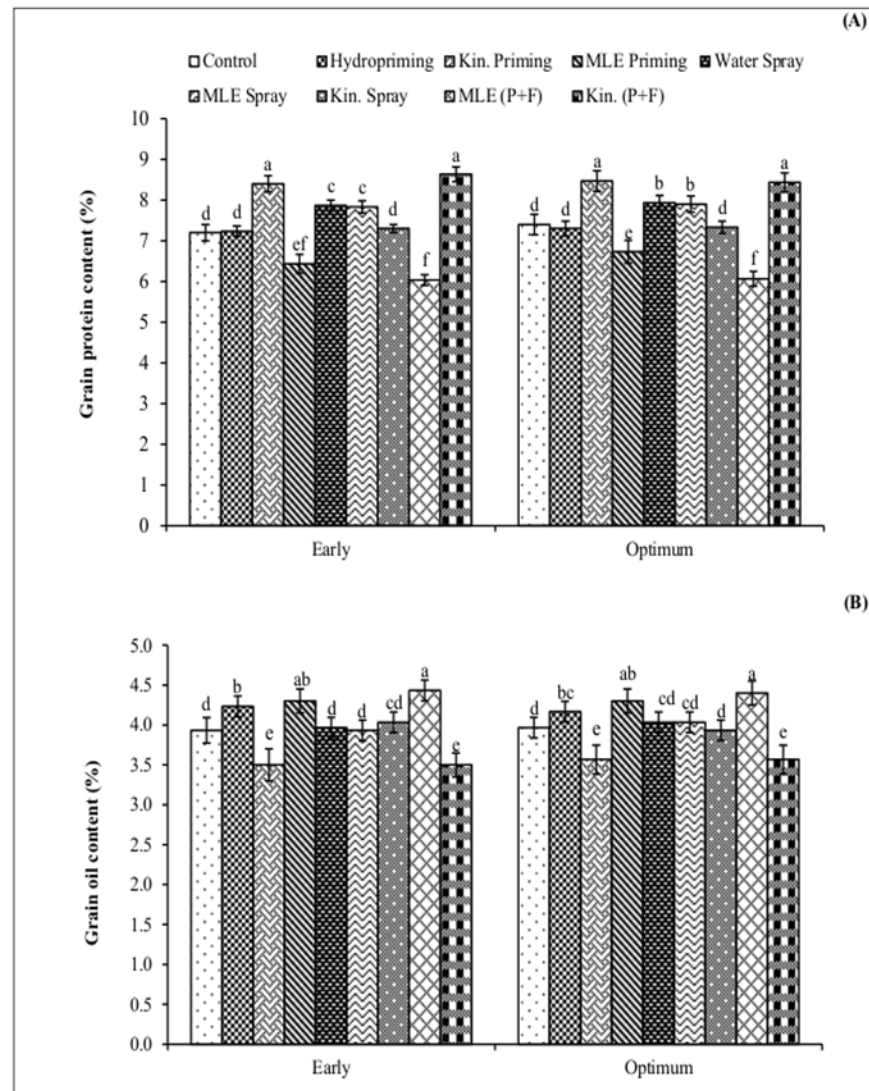 (A)
Control Hydropriming Kin. Priming MLE Priming Water Spray
MLE Spray Kin. Spray MLE (P+F) Kin. (P+F)
Grain protein content (%)
10
9
8
7
6
5
4
3
2
1
0
d d a ef c c d f a
d d a e b b d f a
Early Optimum
(B)
Grain oil content (%)
5.0
4.5
4.0
3.5
3.0
2.5
2.0
1.5
1.0
0.5
0.0
d b e ab d d cd a e
d bc e ab cd cd d a e
Early Optimum